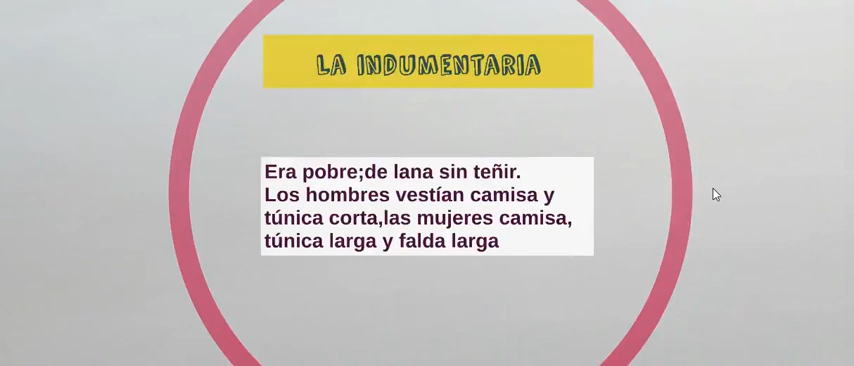 LA INDUMENTARIA
Era pobre;de lana sin teñir.
Los hombres vestían camisa y
túnica corta,las mujeres camisa,
túnica larga y falda larga